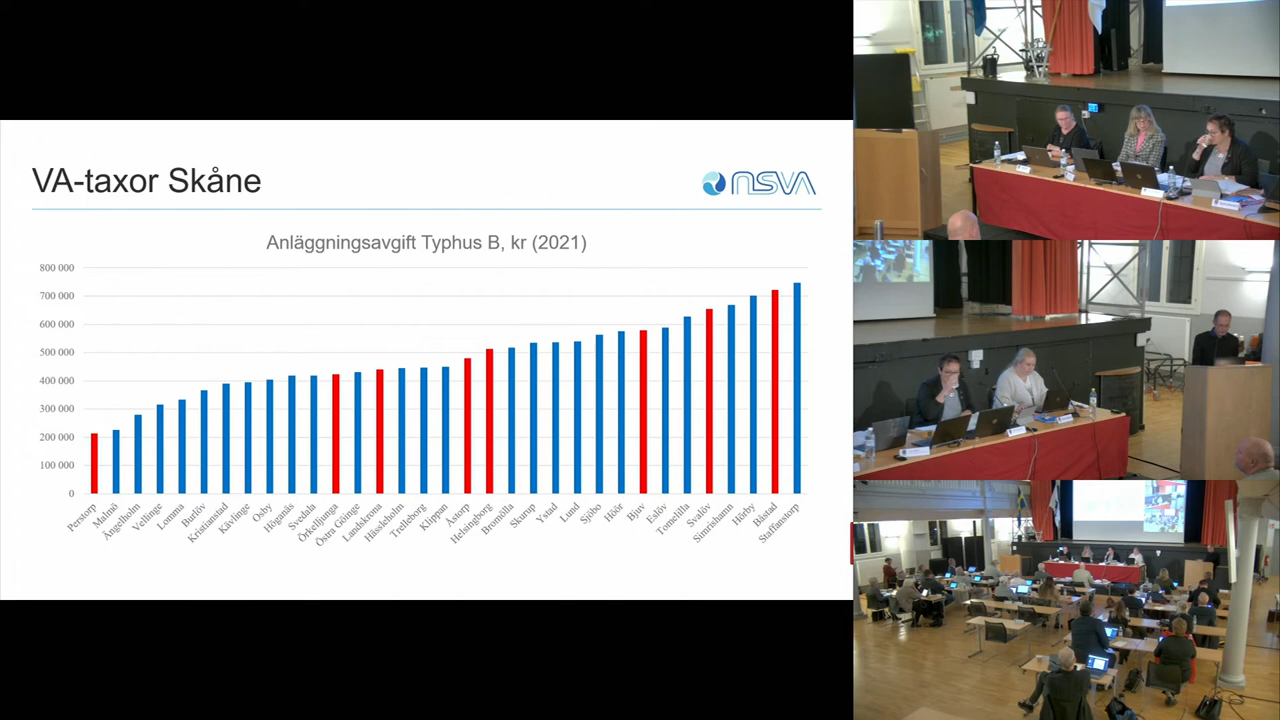 VA-taxor Skåne
NSVA
Anläggningsavgift Typhus B, kr (2021)
800 000
700 000
600 000
500 000
400 000
300 000
200 000
100 000
0
Perstorp
Malmö
Ängelholm
Vellinge
Lomma
Burlöv
Kristianstad
Kävlinge
Osby
Höganäs
Svedala
Örkelljunga
Östra Göinge
Landskrona
Hässleholm
Trelleborg
Klippan
Åstorp
Helsingborg
Bromölla
Skurup
Ystad
Lund
Sjöbo
Höör
Bjuv
Eslöv
Tomelilla
Svalöv
Simrishamn
Hörby
Båstad
Staffanstorp